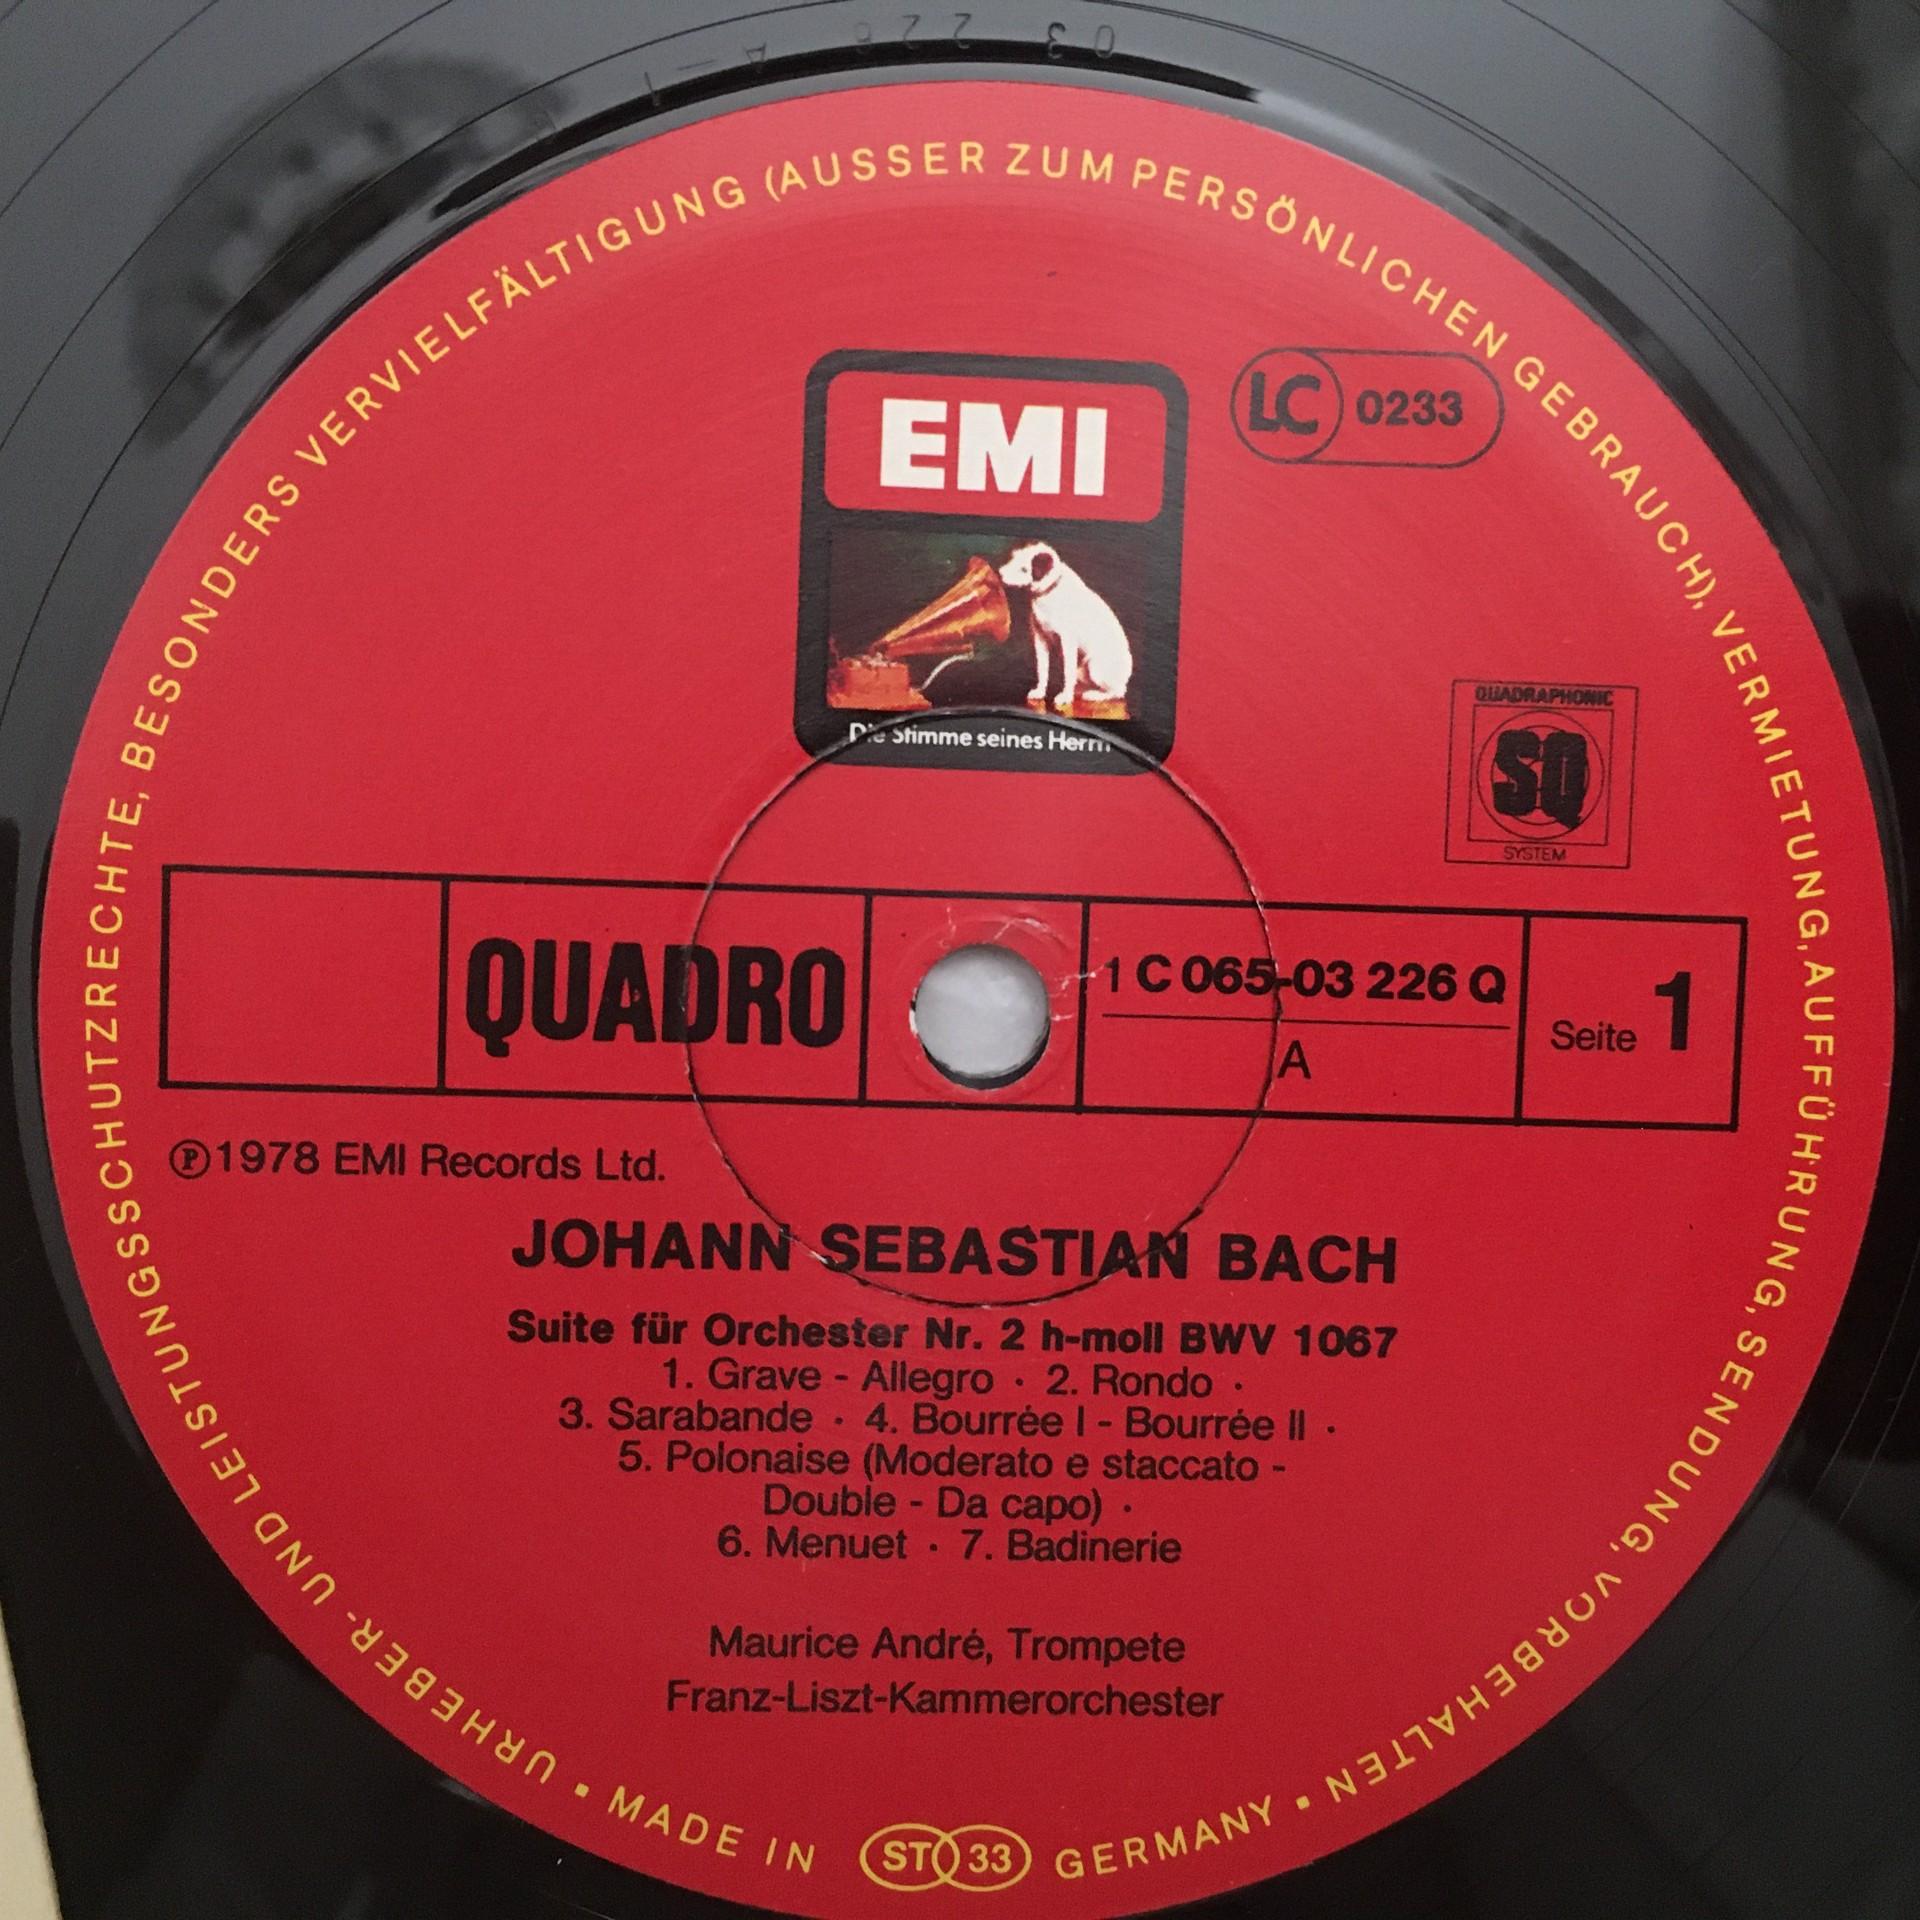 03 226 A-1
URHEBER- UND LEISTUNGSSCHUTZRECHTE, BESONDERS VERVIELFÄLTIGUNG (AUSSER ZUM PERSÖNLICHEN GEBRAUCH), VERMIETUNG, AUFFÜHRUNG, SENDUNG, VORBEHALTEN •
EMI
LC 0233
Die Stimme seines Herrn
QUADRAPHONIC
SQ
SYSTEM
QUADRO
1 C 065-03 226 Q
A
Seite 1
℗ 1978 EMI Records Ltd.
JOHANN SEBASTIAN BACH
Suite für Orchester Nr. 2 h-moll BWV 1067
1. Grave - Allegro · 2. Rondo ·
3. Sarabande · 4. Bourrée I - Bourrée II ·
5. Polonaise (Moderato e staccato -
Double - Da capo) ·
6. Menuet · 7. Badinerie
Maurice André, Trompete
Franz-Liszt-Kammerorchester
• MADE IN ST 33 GERMANY